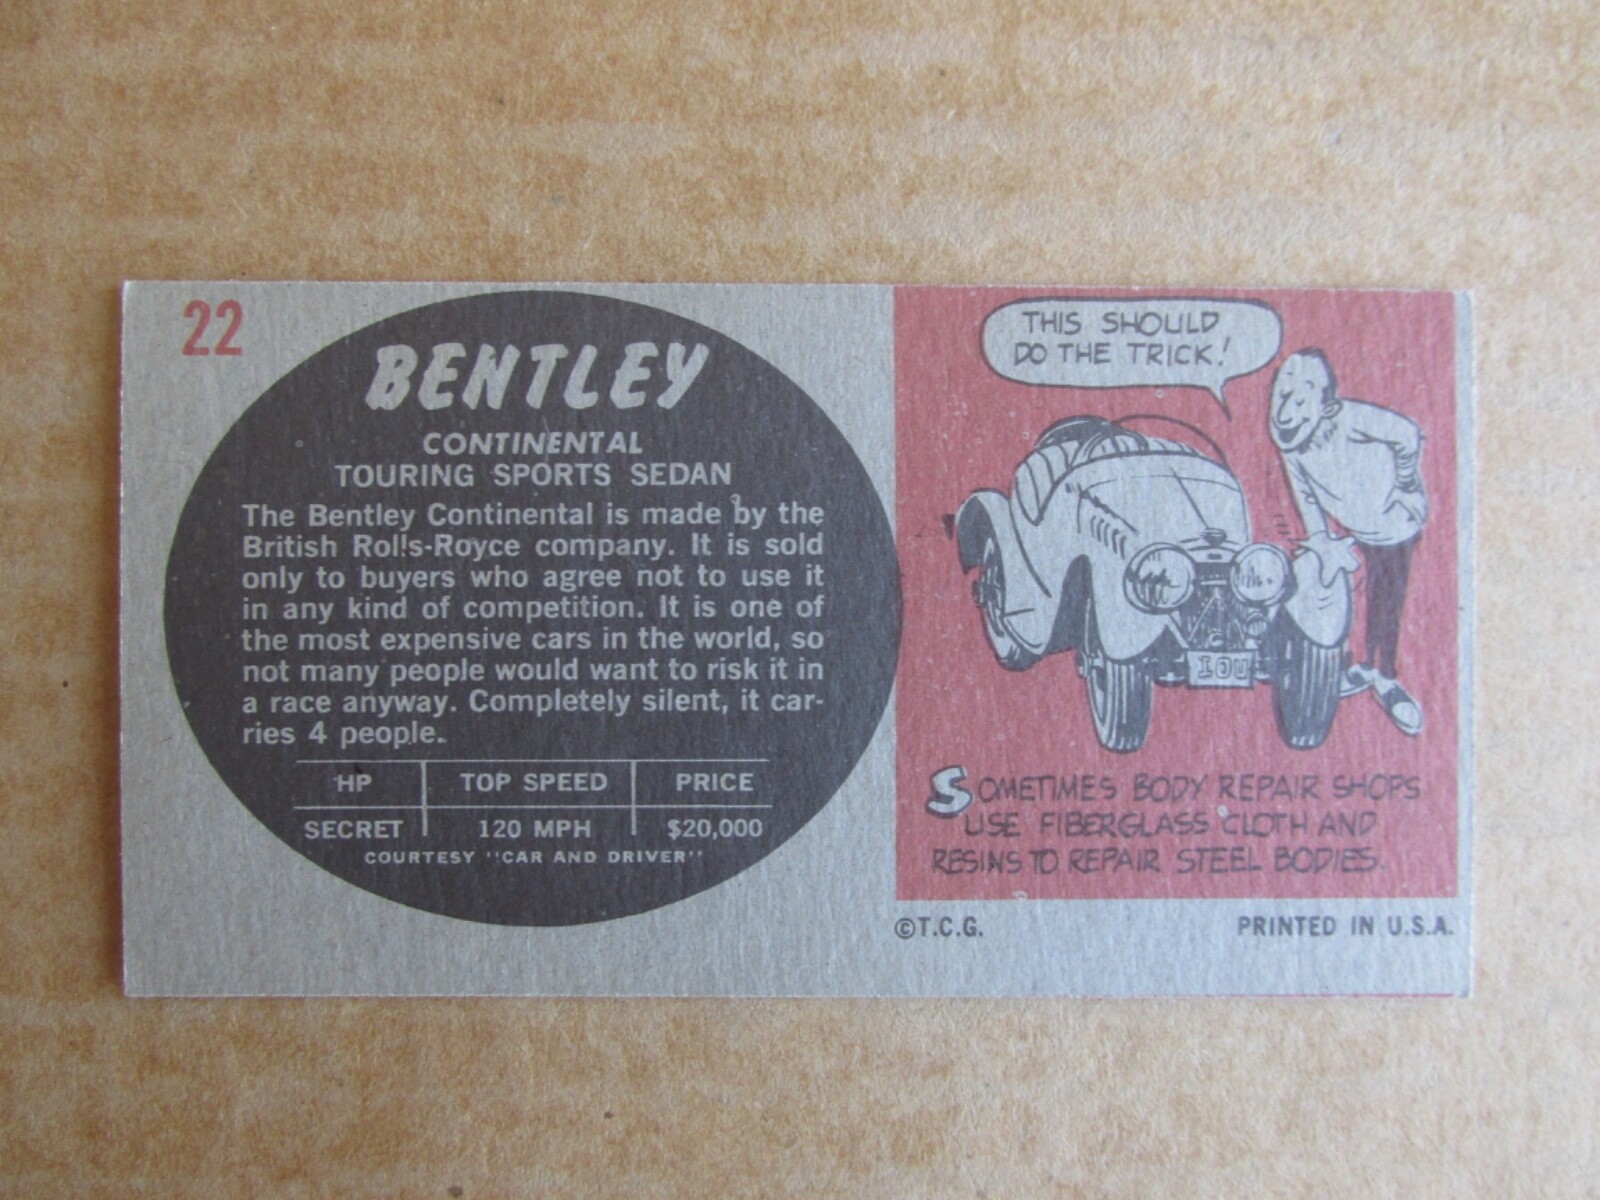 22
BENTLEY
CONTINENTAL
TOURING SPORTS SEDAN
The Bentley Continental is made by the
British Rolls-Royce company. It is sold
only to buyers who agree not to use it
in any kind of competition. It is one of
the most expensive cars in the world, so
not many people would want to risk it in
a race anyway. Completely silent, it car-
ries 4 people.
HP TOP SPEED PRICE
SECRET 120 MPH $20,000
COURTESY "CAR AND DRIVER"
THIS SHOULD
DO THE TRICK!
IOU
SOMETIMES BODY REPAIR SHOPS
USE FIBERGLASS CLOTH AND
RESINS TO REPAIR STEEL BODIES.
©T.C.G. PRINTED IN U.S.A.